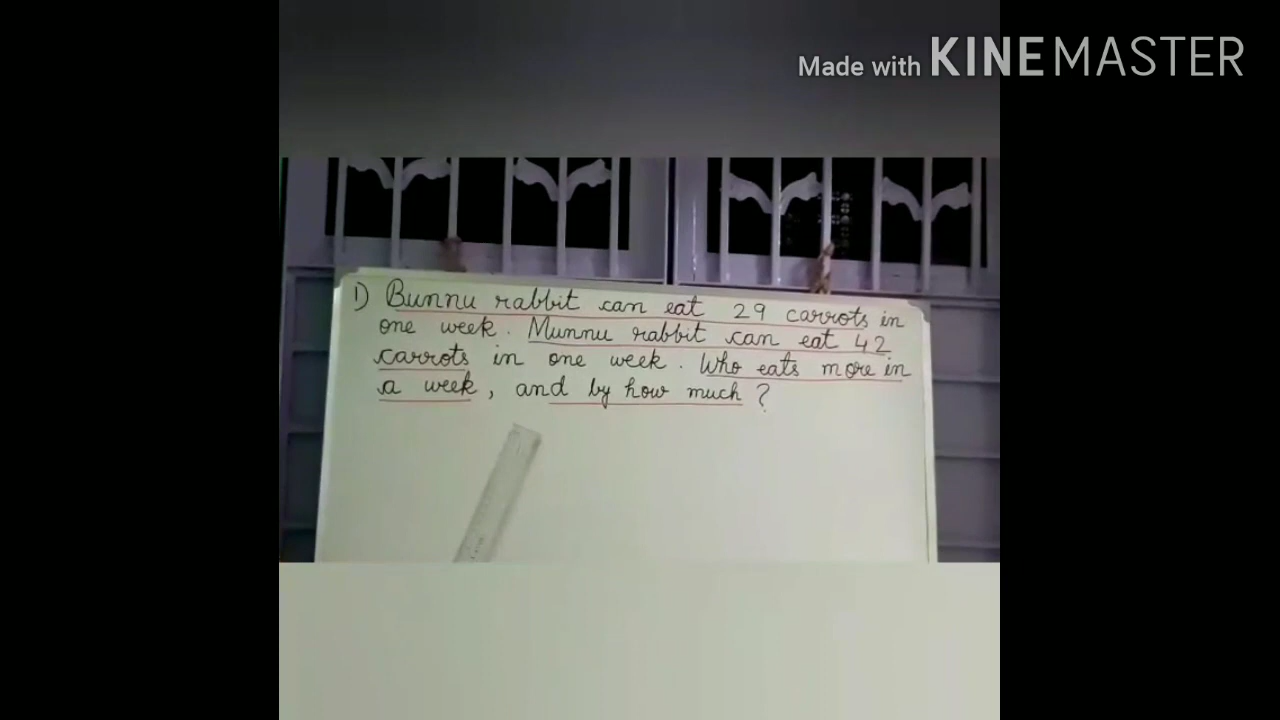 Made with KINEMASTER
1) Bunnu rabbit can eat 29 carrots in
one week. Munnu rabbit can eat 42
carrots in one week. Who eats more in
a week, and by how much?